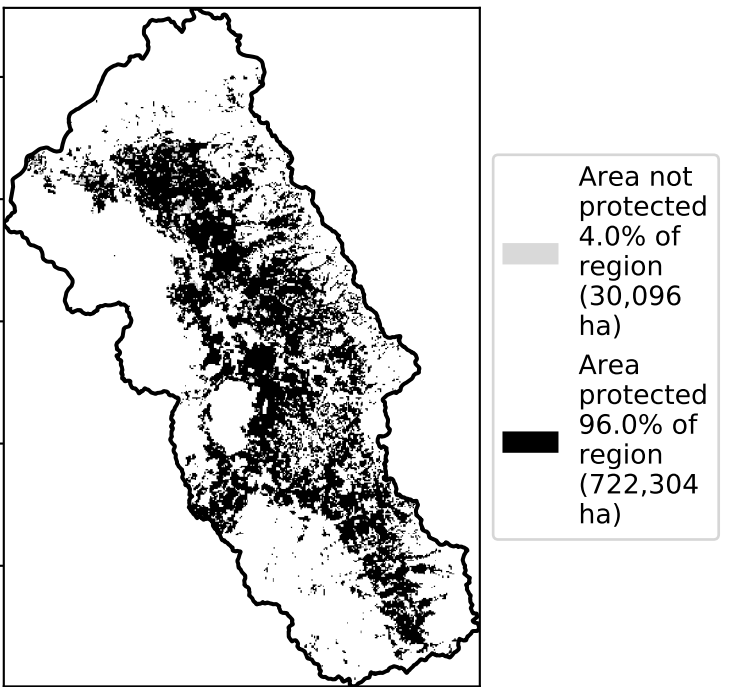 Area not
protected
4.0% of
region
(30,096
ha)
Area
protected
96.0% of
region
(722,304
ha)